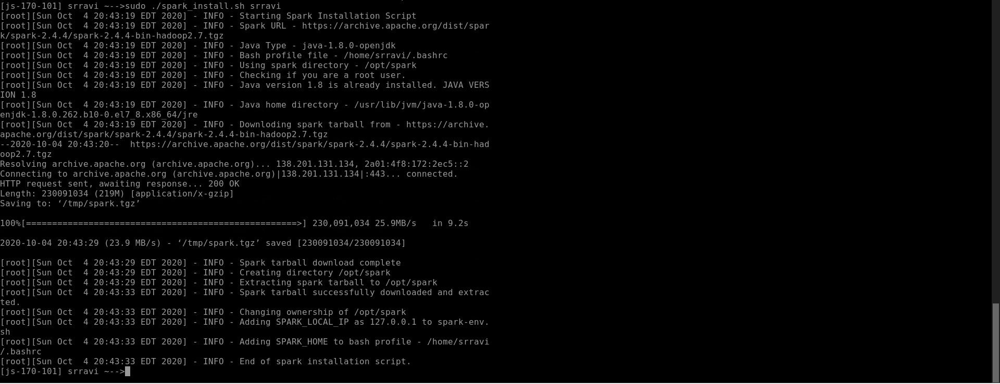 [js-170-101] srravi ~-->sudo ./spark_install.sh srravi
[root][Sun Oct  4 20:43:19 EDT 2020] - INFO - Starting Spark Installation Script
[root][Sun Oct  4 20:43:19 EDT 2020] - INFO - Spark URL - https://archive.apache.org/dist/spar
k/spark-2.4.4/spark-2.4.4-bin-hadoop2.7.tgz
[root][Sun Oct  4 20:43:19 EDT 2020] - INFO - Java Type - java-1.8.0-openjdk
[root][Sun Oct  4 20:43:19 EDT 2020] - INFO - Bash profile file - /home/srravi/.bashrc
[root][Sun Oct  4 20:43:19 EDT 2020] - INFO - Using spark directory - /opt/spark
[root][Sun Oct  4 20:43:19 EDT 2020] - INFO - Checking if you are a root user.
[root][Sun Oct  4 20:43:19 EDT 2020] - INFO - Java version 1.8 is already installed. JAVA VERS
ION 1.8
[root][Sun Oct  4 20:43:19 EDT 2020] - INFO - Java home directory - /usr/lib/jvm/java-1.8.0-op
enjdk-1.8.0.262.b10-0.el7_8.x86_64/jre
[root][Sun Oct  4 20:43:19 EDT 2020] - INFO - Downloding spark tarball from - https://archive.
apache.org/dist/spark/spark-2.4.4/spark-2.4.4-bin-hadoop2.7.tgz
--2020-10-04 20:43:20--  https://archive.apache.org/dist/spark/spark-2.4.4/spark-2.4.4-bin-had
oop2.7.tgz
Resolving archive.apache.org (archive.apache.org)... 138.201.131.134, 2a01:4f8:172:2ec5::2
Connecting to archive.apache.org (archive.apache.org)|138.201.131.134|:443... connected.
HTTP request sent, awaiting response... 200 OK
Length: 230091034 (219M) [application/x-gzip]
Saving to: ‘/tmp/spark.tgz’
100%[====================================================>] 230,091,034 25.9MB/s   in 9.2s
2020-10-04 20:43:29 (23.9 MB/s) - ‘/tmp/spark.tgz’ saved [230091034/230091034]
[root][Sun Oct  4 20:43:29 EDT 2020] - INFO - Spark tarball download complete
[root][Sun Oct  4 20:43:29 EDT 2020] - INFO - Creating directory /opt/spark
[root][Sun Oct  4 20:43:29 EDT 2020] - INFO - Extracting spark tarball to /opt/spark
[root][Sun Oct  4 20:43:33 EDT 2020] - INFO - Spark tarball successfully downloaded and extrac
ted.
[root][Sun Oct  4 20:43:33 EDT 2020] - INFO - Changing ownership of /opt/spark
[root][Sun Oct  4 20:43:33 EDT 2020] - INFO - Adding SPARK_LOCAL_IP as 127.0.0.1 to spark-env.
sh
[root][Sun Oct  4 20:43:33 EDT 2020] - INFO - Adding SPARK_HOME to bash profile - /home/srravi
/.bashrc
[root][Sun Oct  4 20:43:33 EDT 2020] - INFO - End of spark installation script.
[js-170-101] srravi ~-->